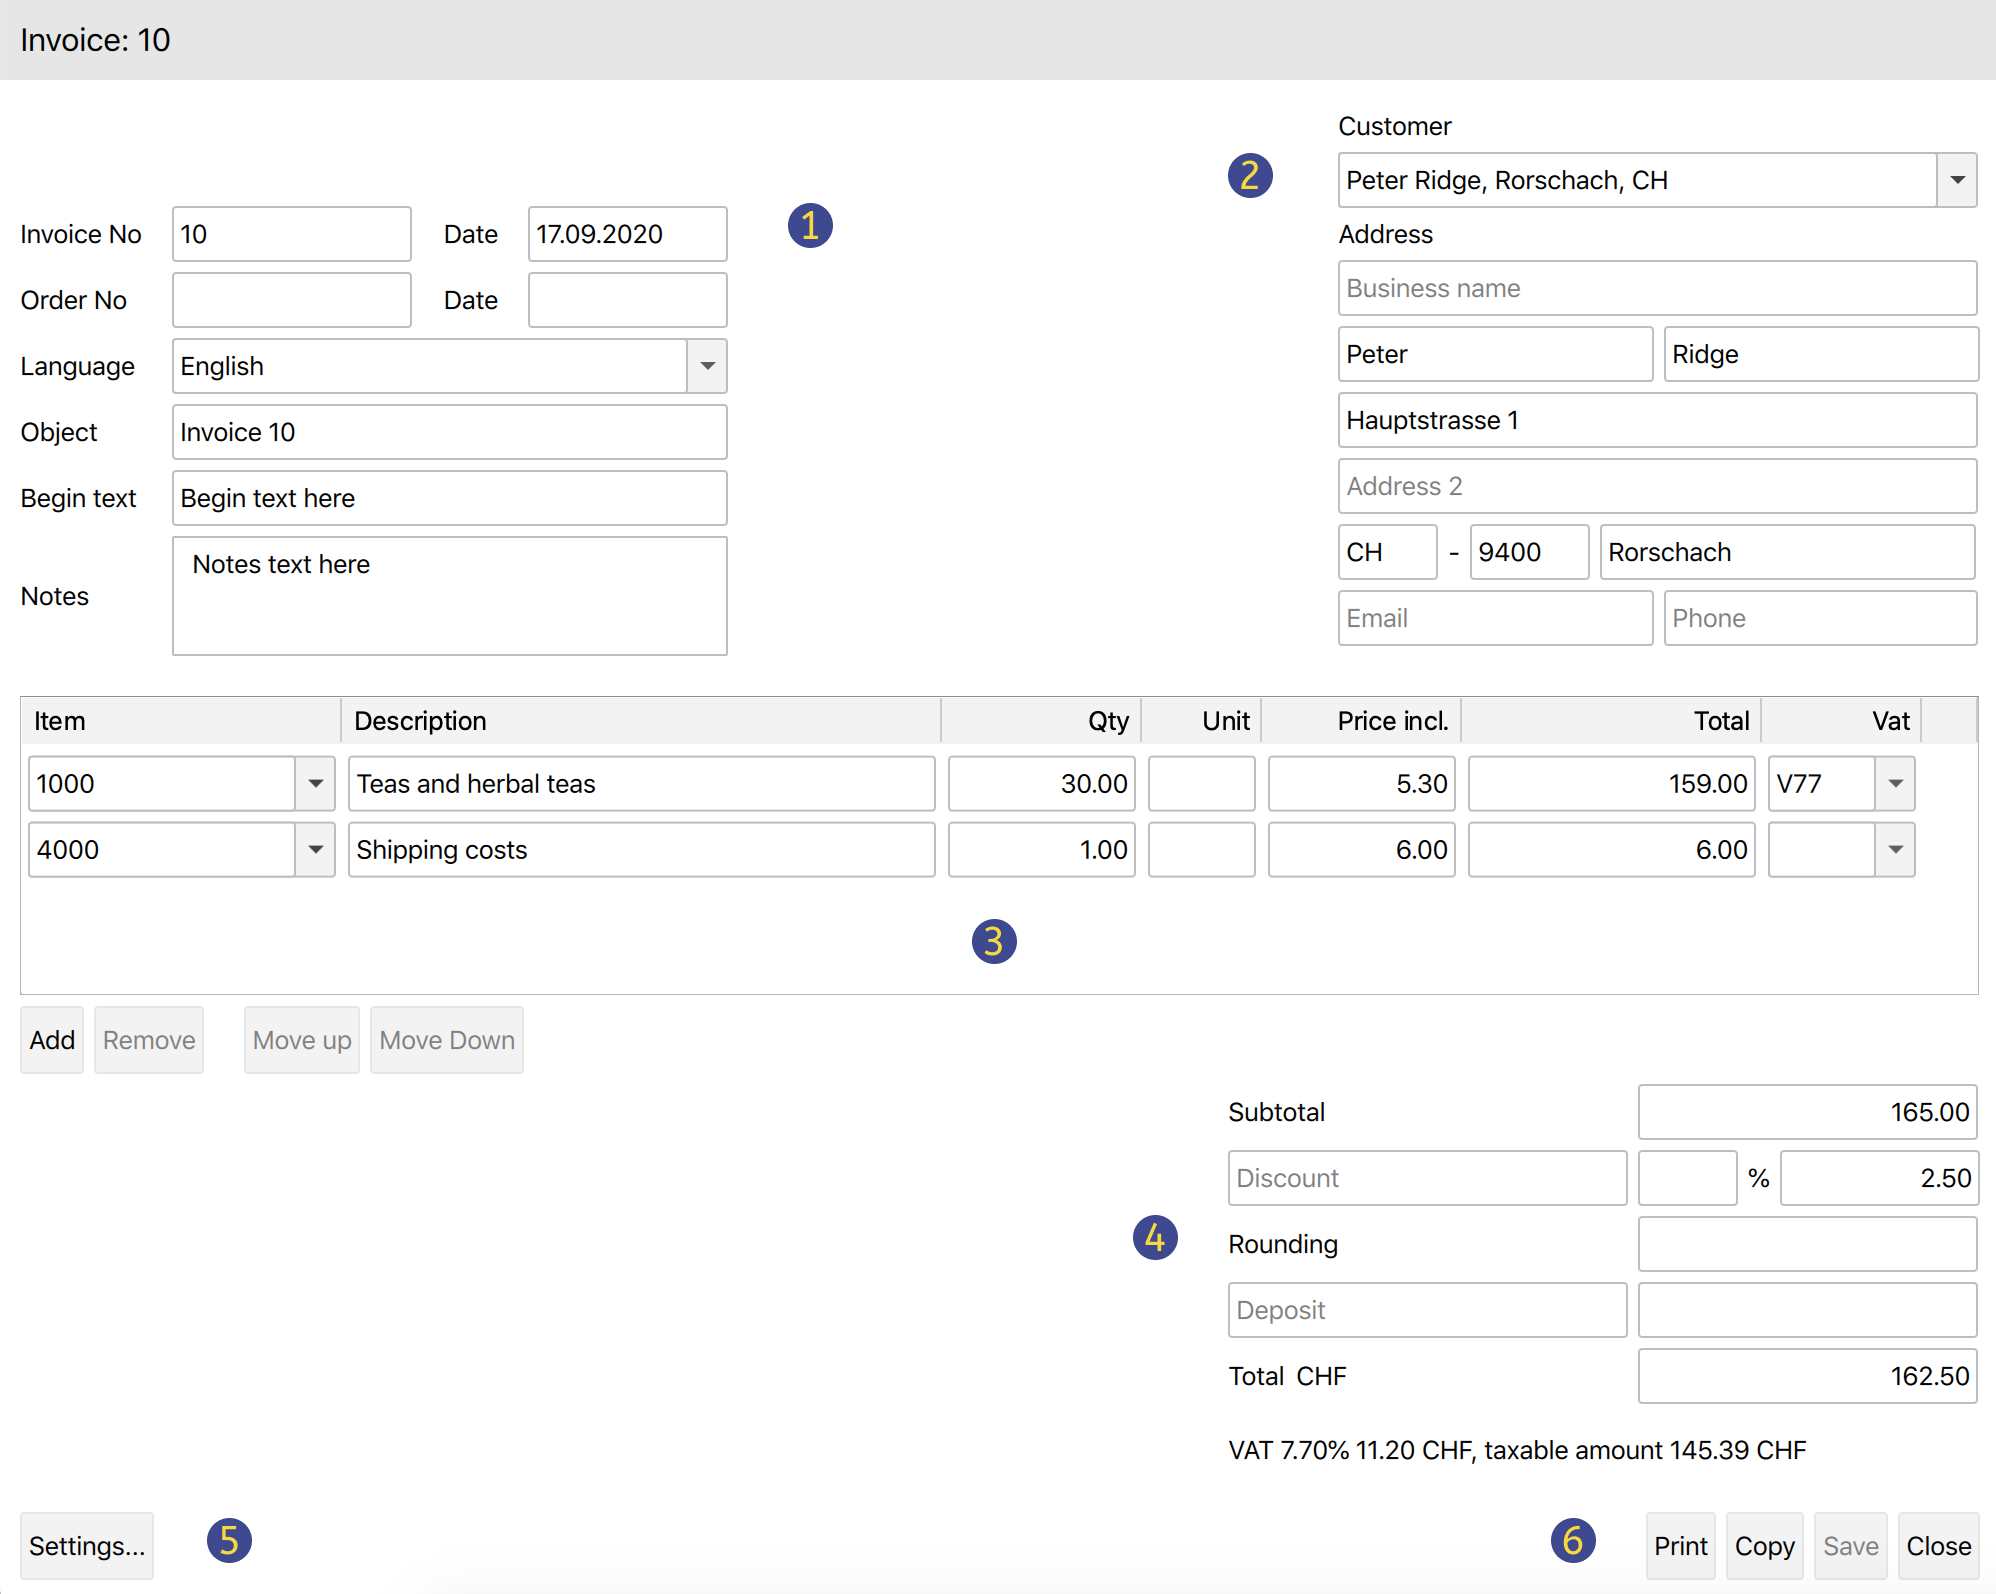 Invoice: 10
Customer
2
Peter Ridge, Rorschach, CH
1
Invoice No 10 Date 17.09.2020
Address
Business name
Order No Date
Peter Ridge
Language English
Hauptstrasse 1
Object Invoice 10
Address 2
Begin text Begin text here
CH - 9400 Rorschach
Notes Notes text here
Email Phone
Item Description Qty Unit Price incl. Total Vat
1000 Teas and herbal teas 30.00 5.30 159.00 V77
4000 Shipping costs 1.00 6.00 6.00
3
Add Remove Move up Move Down
Subtotal 165.00
Discount % 2.50
4
Rounding
Deposit
Total CHF 162.50
VAT 7.70% 11.20 CHF, taxable amount 145.39 CHF
Settings... 5 6 Print Copy Save Close